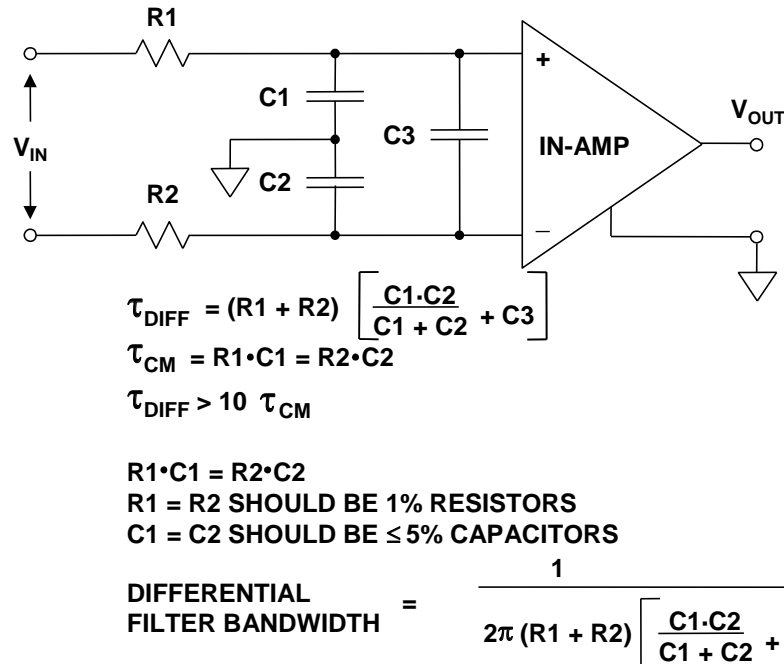 R1
C1
+
V_IN
C3
IN-AMP
V_OUT
C2
R2
–
τ_DIFF = (R1 + R2) [ C1·C2 / C1 + C2 + C3 ]
τ_CM = R1•C1 = R2•C2
τ_DIFF > 10 τ_CM
R1•C1 = R2•C2
R1 = R2 SHOULD BE 1% RESISTORS
C1 = C2 SHOULD BE ≤ 5% CAPACITORS
DIFFERENTIAL
FILTER BANDWIDTH = 1 / 2π (R1 + R2) [ C1·C2 / C1 + C2 +